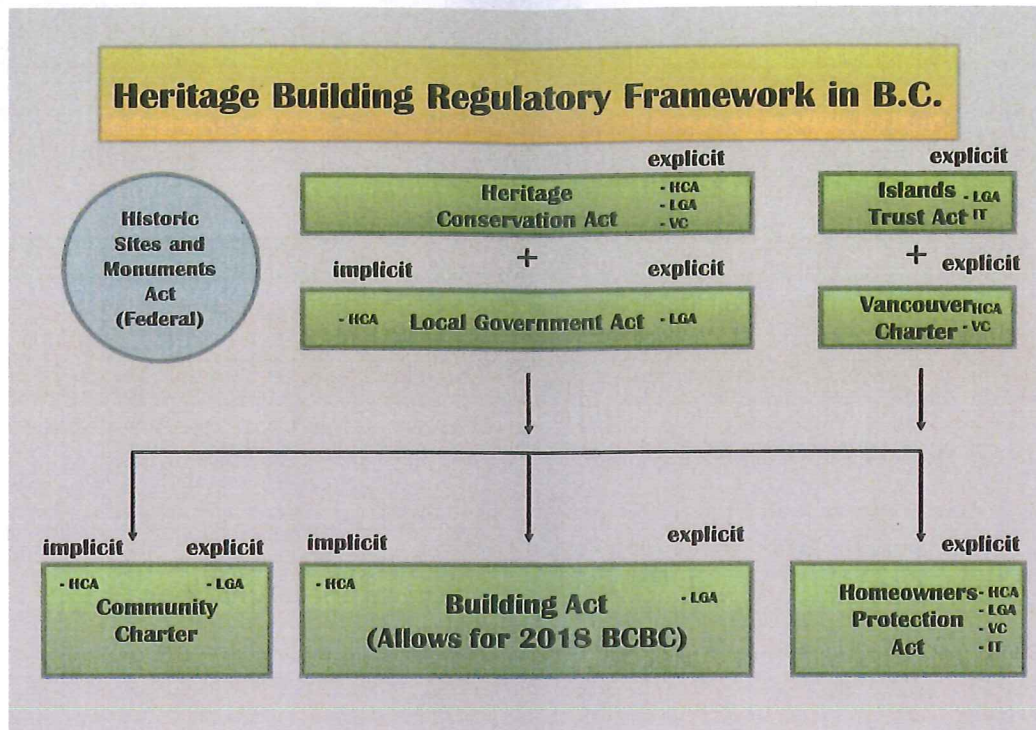 Heritage Building Regulatory Framework in B.C.
Historic
Sites and
Monuments
Act
(Federal)
explicit
Heritage
Conservation Act
- HCA
- LGA
- VC
+
implicit
explicit
- HCA
Local Government Act
- LGA
explicit
Islands
Trust Act
- LGA
IT
+
explicit
Vancouver
Charter
HCA
- VC
implicit
explicit
- HCA
- LGA
Community
Charter
implicit
explicit
- HCA
- LGA
Building Act
(Allows for 2018 BCBC)
explicit
Homeowners
Protection
Act
- HCA
- LGA
- VC
- IT